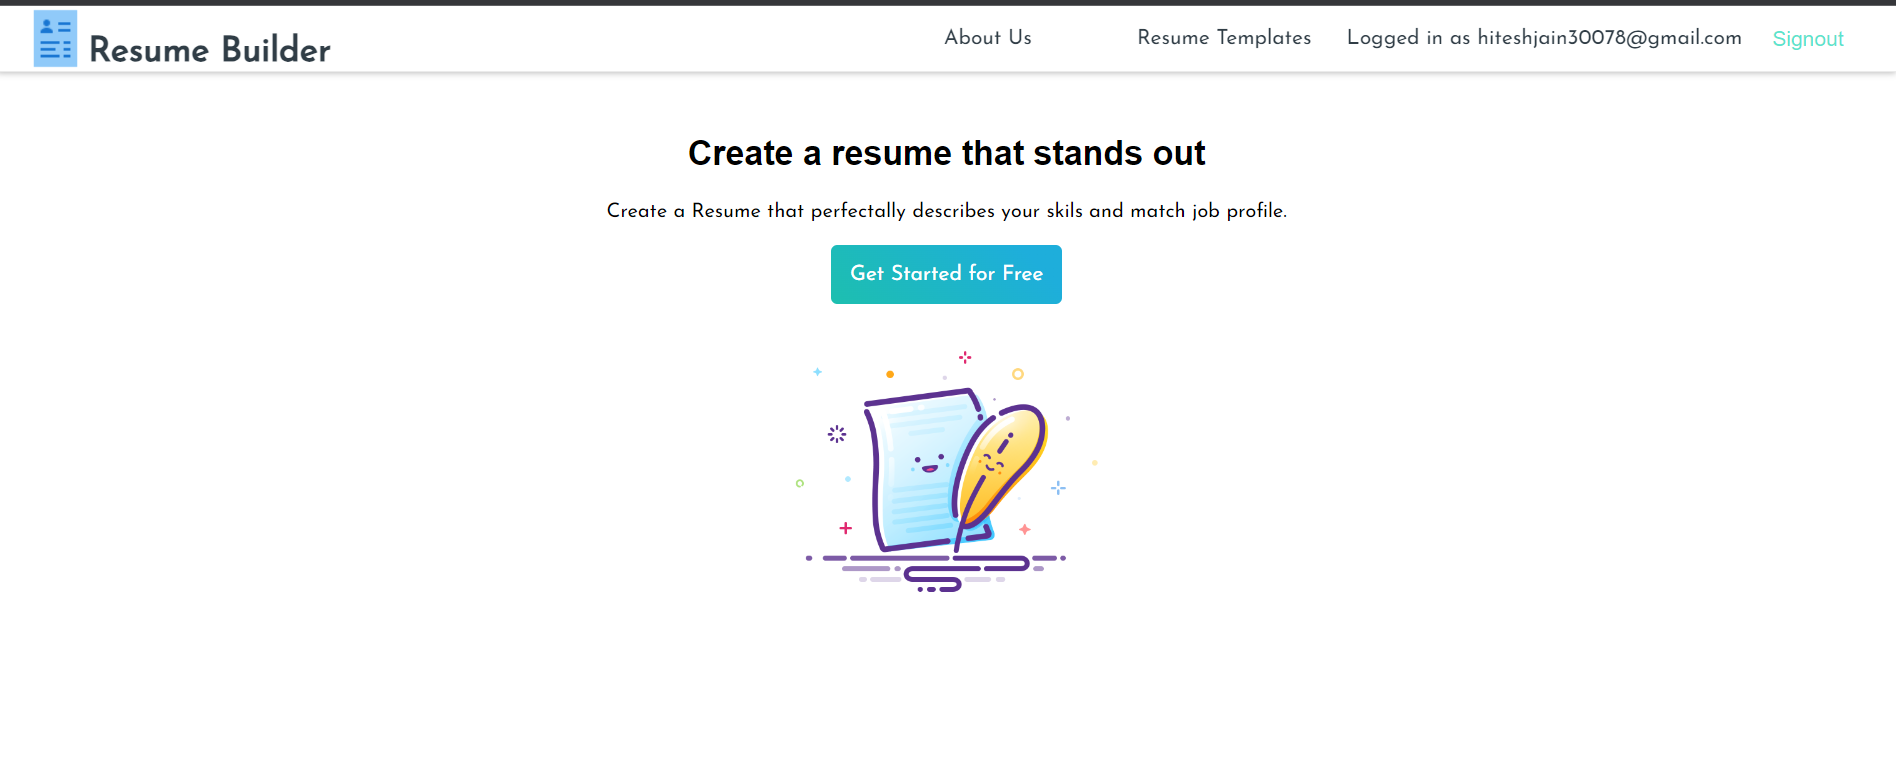 Resume Builder
About Us
Resume Templates
Logged in as hiteshjain30078@gmail.com
Signout
Create a resume that stands out
Create a Resume that perfectally describes your skils and match job profile.
Get Started for Free